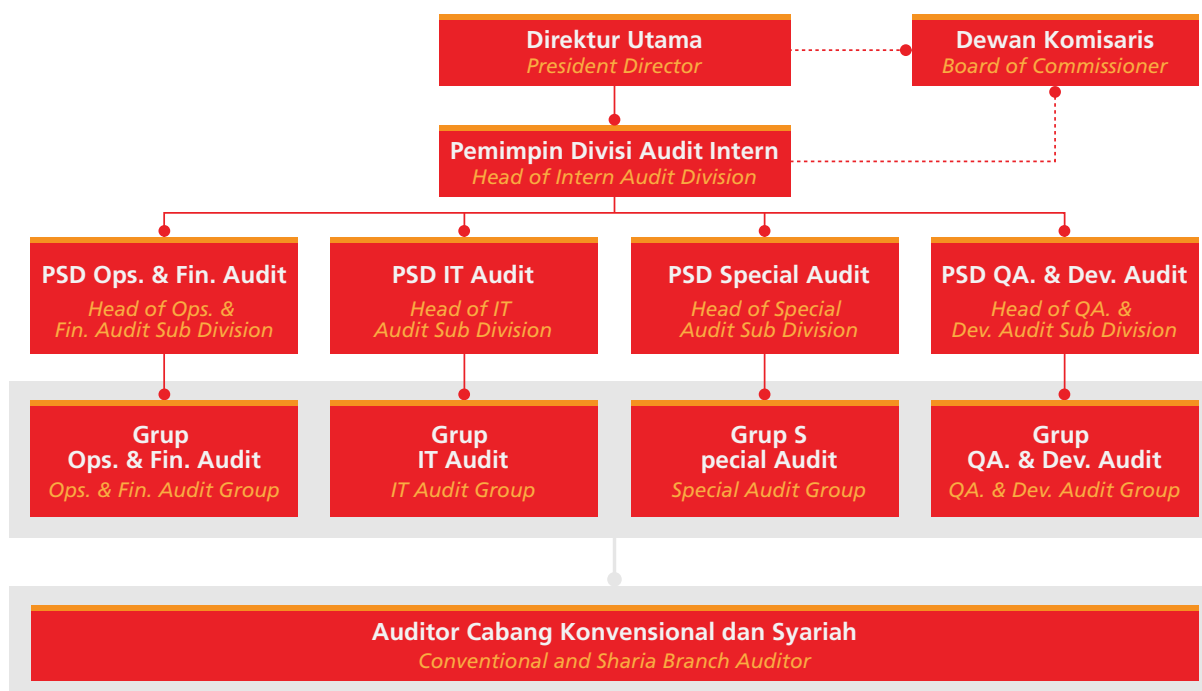 Direktur Utama
President Director
Dewan Komisaris
Board of Commissioner
Pemimpin Divisi Audit Intern
Head of Intern Audit Division
PSD Ops. & Fin. Audit
Head of Ops. &
Fin. Audit Sub Division
PSD IT Audit
Head of IT
Audit Sub Division
PSD Special Audit
Head of Special
Audit Sub Division
PSD QA. & Dev. Audit
Head of QA. &
Dev. Audit Sub Division
Grup
Ops. & Fin. Audit
Ops. & Fin. Audit Group
Grup
IT Audit
IT Audit Group
Grup S
pecial Audit
Special Audit Group
Grup
QA. & Dev. Audit
QA. & Dev. Audit Group
Auditor Cabang Konvensional dan Syariah
Conventional and Sharia Branch Auditor